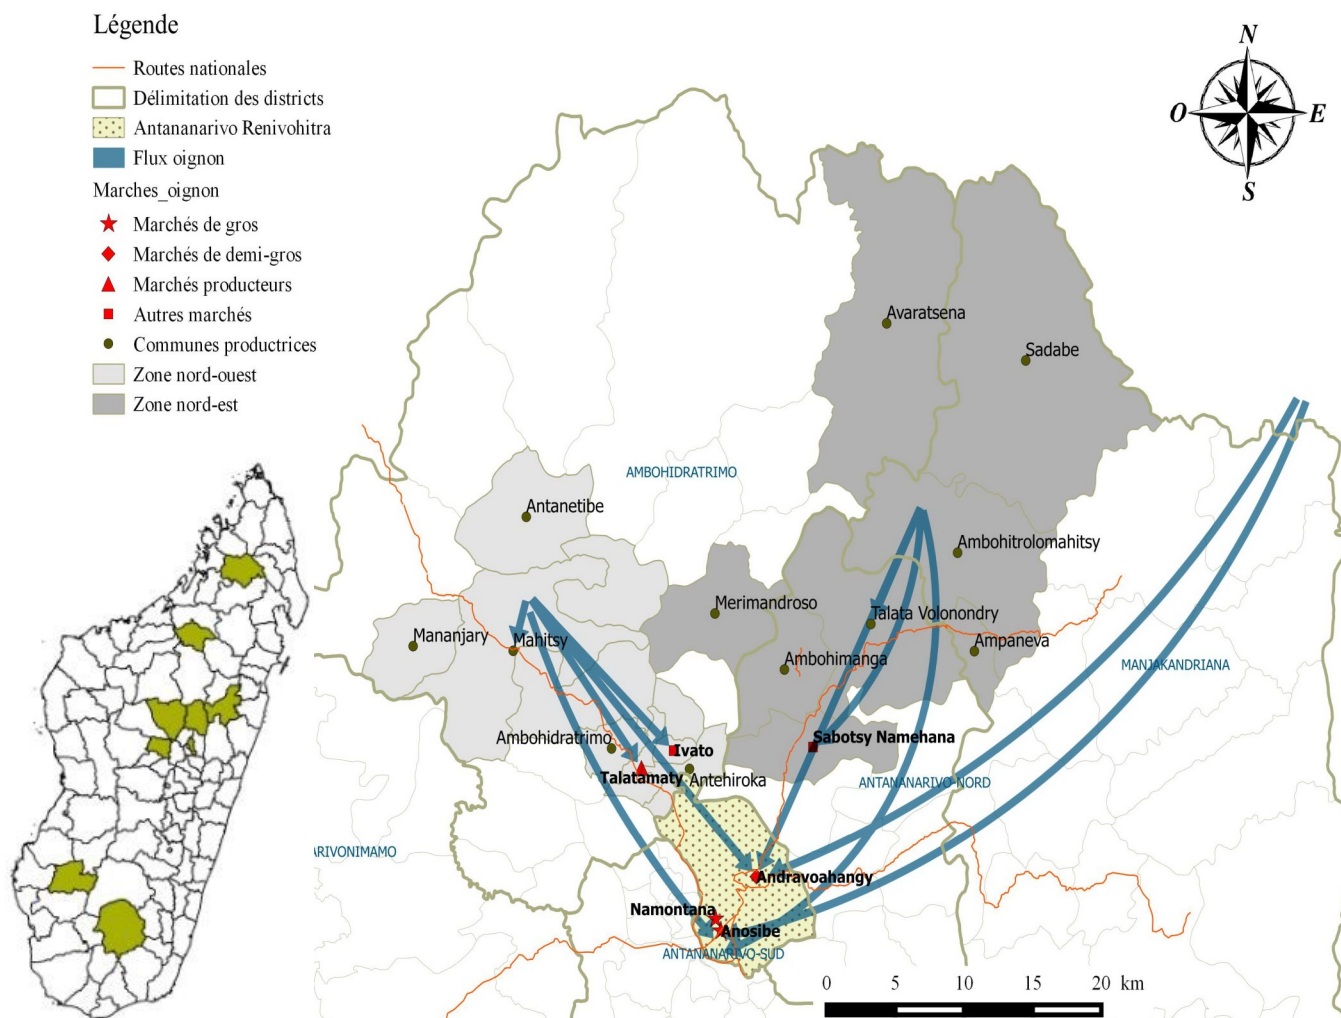 Légende
Routes nationales
Délimitation des districts
Antananarivo Renivohitra
Flux oignon
Marches_oignon
Marchés de gros
Marchés de demi-gros
Marchés producteurs
Autres marchés
Communes productrices
Zone nord-ouest
Zone nord-est
N
O
E
S
Avaratsena
Sadabe
AMBOHIDRATRIMO
Antanetibe
Ambohitrolomahitsy
Merimandroso
Talata Volonondry
Mananjary
Mahitsy
Ampaneva
Ambohimanga
MANJAKANDRIANA
Ambohidratrimo
Ivato
Sabotsy Namehana
Talatamaty
Antehiroka
ANTANANARIVO-NORD
ARIVONIMAMO
Andravoahangy
Namontana
Anosibe
ANTANANARIVO-SUD
0 5 10 15 20 km